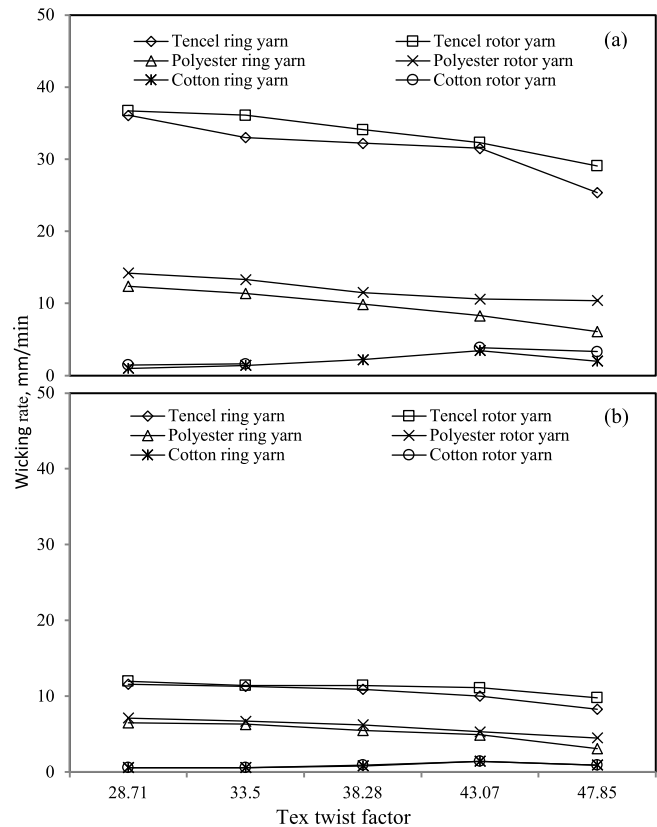 50
40
30
20
10
0
Tencel ring yarn
Tencel rotor yarn
(a)
Polyester ring yarn
Polyester rotor yarn
Cotton ring yarn
Cotton rotor yarn
Wicking rate, mm/min
50
40
30
20
10
0
Tencel ring yarn
Tencel rotor yarn
(b)
Polyester ring yarn
Polyester rotor yarn
Cotton ring yarn
Cotton rotor yarn
28.71
33.5
38.28
43.07
47.85
Tex twist factor